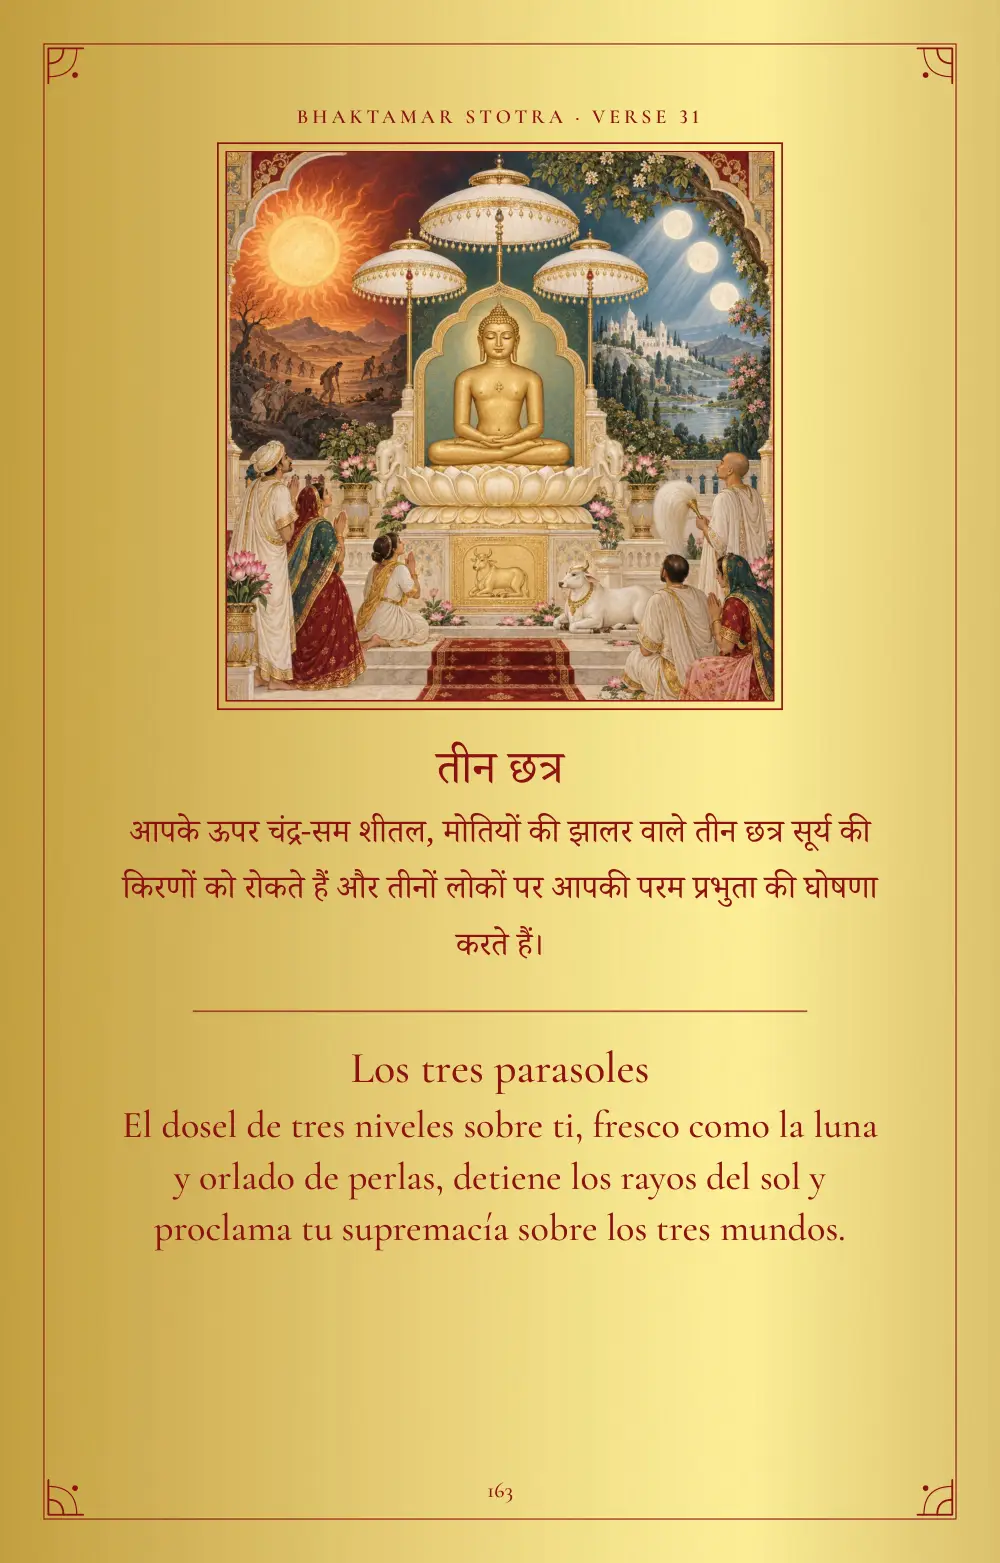 BHAKTAMAR STOTRA · VERSE 31
तीन छत्र
आपके ऊपर चंद्र-सम शीतल, मोतियों की झालर वाले तीन छत्र सूर्य की
किरणों को रोकते हैं और तीनों लोकों पर आपकी परम प्रभुता की घोषणा
करते हैं।
Los tres parasoles
El dosel de tres niveles sobre ti, fresco como la luna
y orlado de perlas, detiene los rayos del sol y
proclama tu supremacía sobre los tres mundos.
163